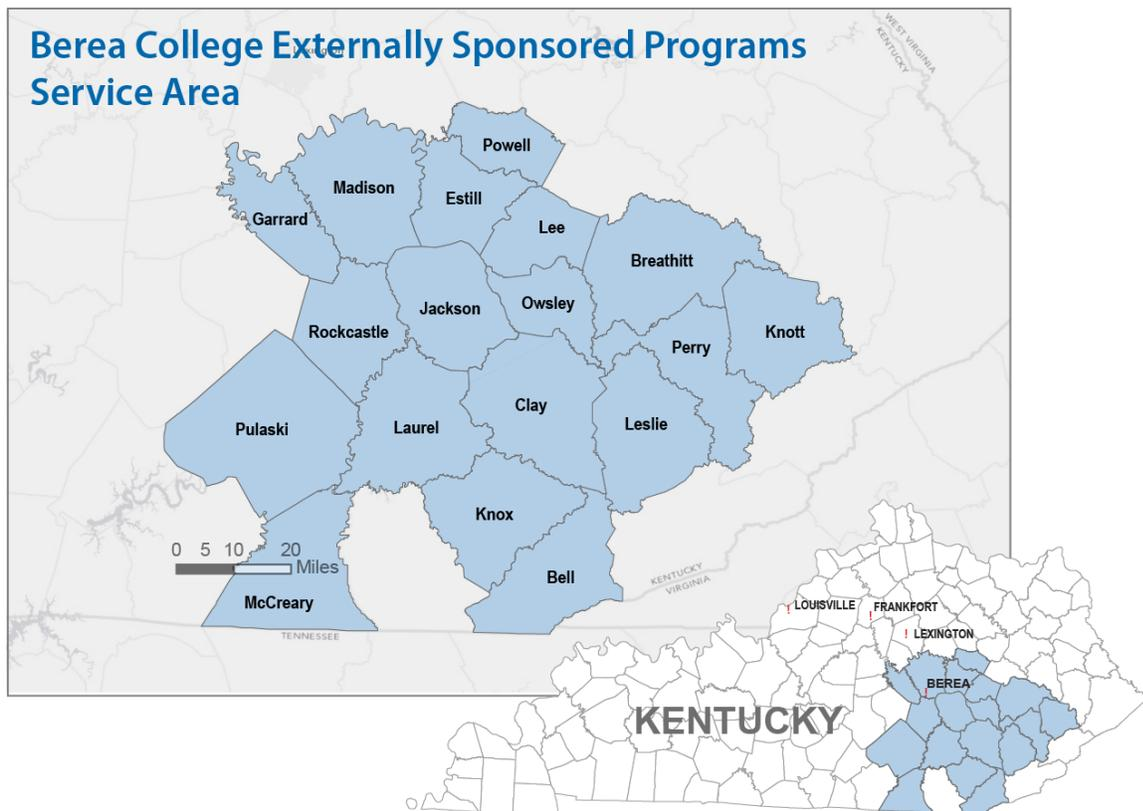 Berea College Externally Sponsored Programs
Service Area
WEST VIRGINIA
KENTUCKY
Powell
Madison
Estill
Garrard
Lee
Breathitt
Owsley
Jackson
Rockcastle
Knott
Perry
Clay
Leslie
Laurel
Pulaski
Knox
0 5 10 20
Miles
Bell
KENTUCKY
VIRGINIA
McCreary
TENNESSEE
LOUISVILLE
FRANKFORT
LEXINGTON
BEREA
KENTUCKY